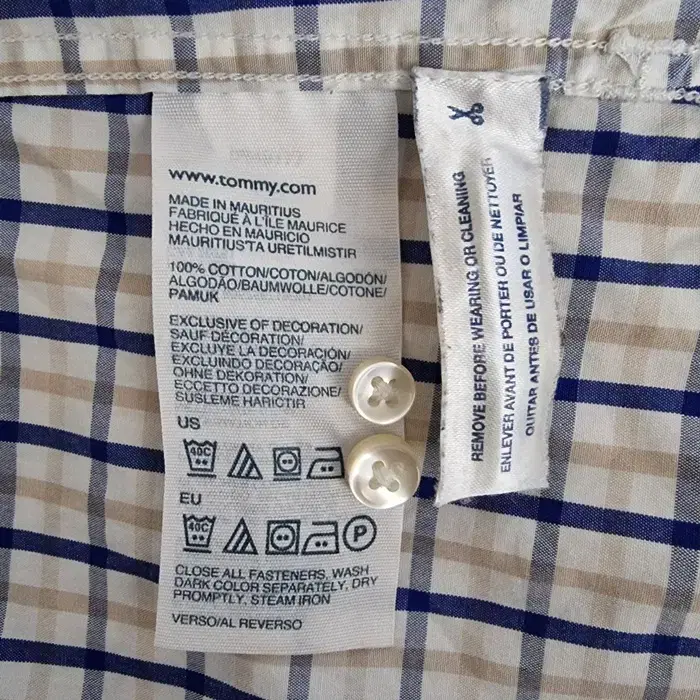 www.tommy.com
MADE IN MAURITIUS
FABRIQUÉ À L'ÎLE MAURICE
HECHO EN MAURICIO
MAURITIUS'TA URETILMISTIR
100% COTTON/COTON/ALGODÓN/
ALGODÃO/BAUMWOLLE/COTONE/
PAMUK
EXCLUSIVE OF DECORATION/
SAUF DÉCORATION/
EXCLUYE LA DECORACIÓN/
EXCLUINDO DECORAÇÃO/
OHNE DEKORATION/
ECCETTO DECORAZIONE/
SUSLEME HARICTIR
US
40C
EU
40C
P
CLOSE ALL FASTENERS, WASH
DARK COLOR SEPARATELY, DRY
PROMPTLY, STEAM IRON
VERSO/AL REVERSO
REMOVE BEFORE WEARING OR CLEANING
ENLEVER AVANT DE PORTER OU DE NETTOYER
QUITAR ANTES DE USAR O LIMPIAR